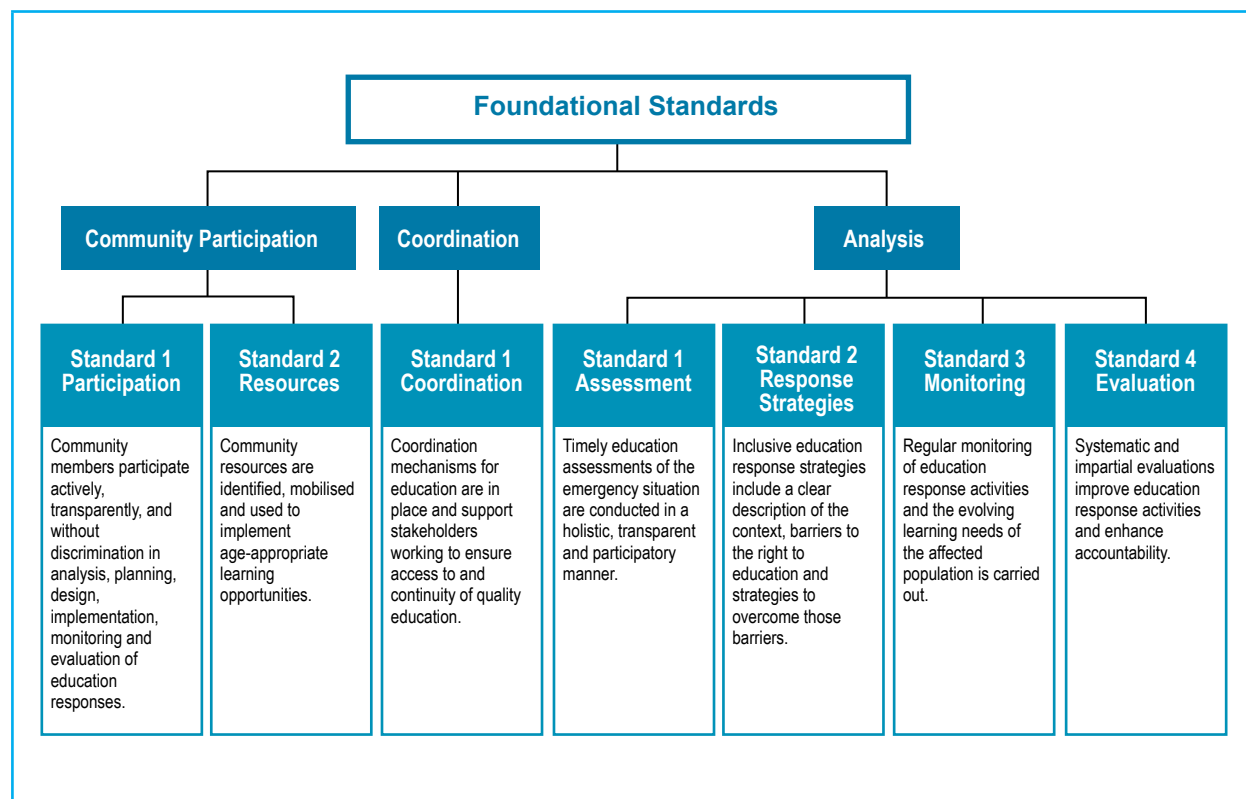 Foundational Standards
Community Participation
Coordination
Analysis
Standard 1
Participation
Community
members participate
actively,
transparently, and
without
discrimination in
analysis, planning,
design,
implementation,
monitoring and
evaluation of
education
responses.
Standard 2
Resources
Community
resources are
identified, mobilised
and used to
implement
age-appropriate
learning
opportunities.
Standard 1
Coordination
Coordination
mechanisms for
education are in
place and support
stakeholders
working to ensure
access to and
continuity of quality
education.
Standard 1
Assessment
Timely education
assessments of the
emergency situation
are conducted in a
holistic, transparent
and participatory
manner.
Standard 2
Response
Strategies
Inclusive education
response strategies
include a clear
description of the
context, barriers to
the right to
education and
strategies to
overcome those
barriers.
Standard 3
Monitoring
Regular monitoring
of education
response activities
and the evolving
learning needs of
the affected
population is carried
out.
Standard 4
Evaluation
Systematic and
impartial evaluations
improve education
response activities
and enhance
accountability.